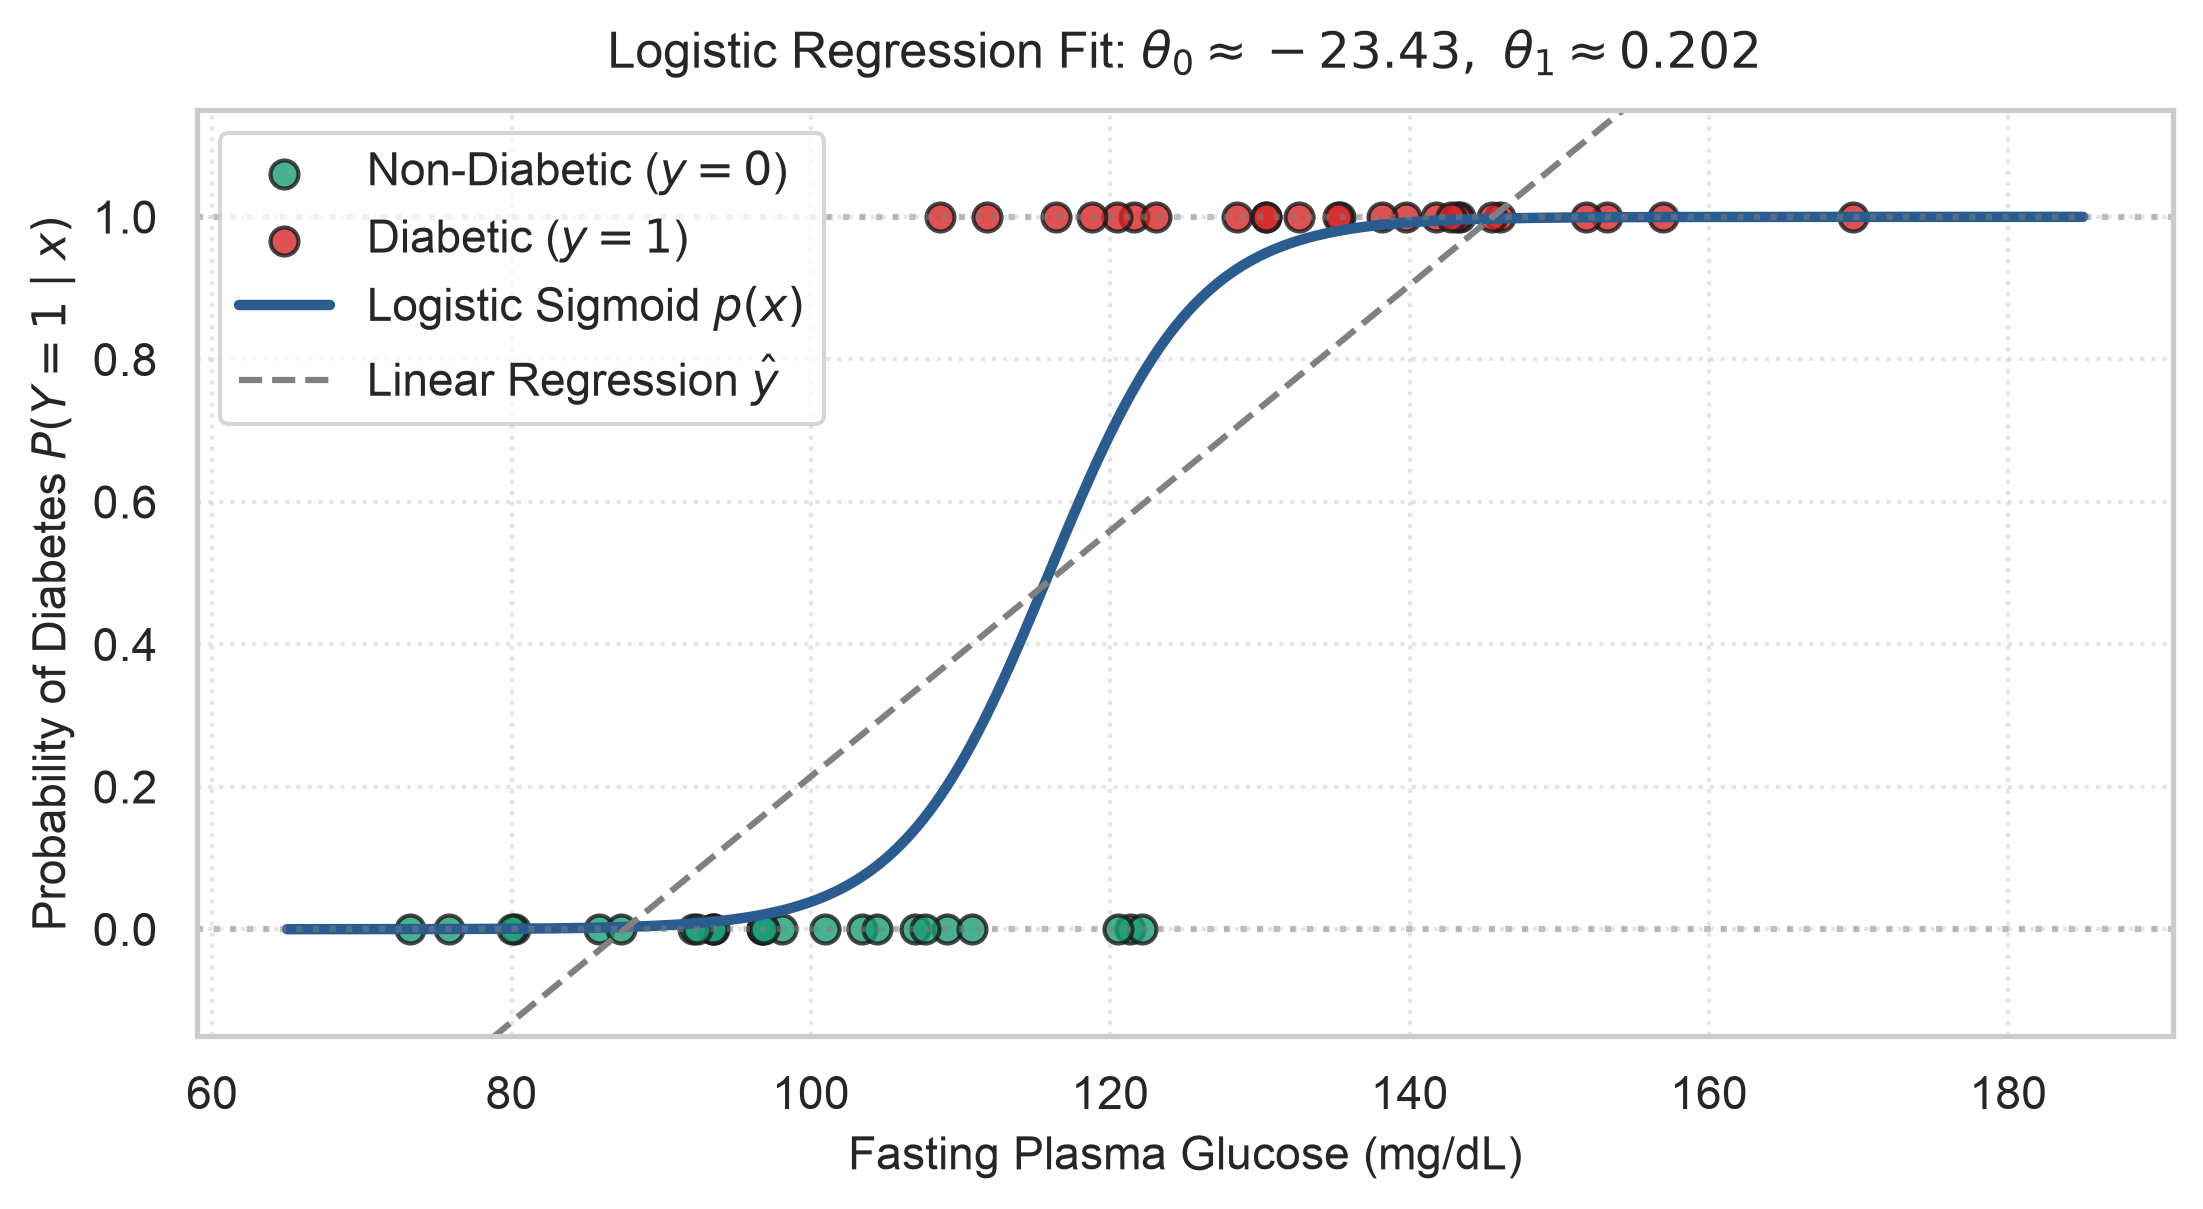 Logistic Regression Fit: θ₀ ≈ −23.43, θ₁ ≈ 0.202
Non-Diabetic (y = 0)
Diabetic (y = 1)
Logistic Sigmoid p(x)
Linear Regression ŷ
Probability of Diabetes P(Y = 1 | x)
1.0
0.8
0.6
0.4
0.2
0.0
60 80 100 120 140 160 180
Fasting Plasma Glucose (mg/dL)